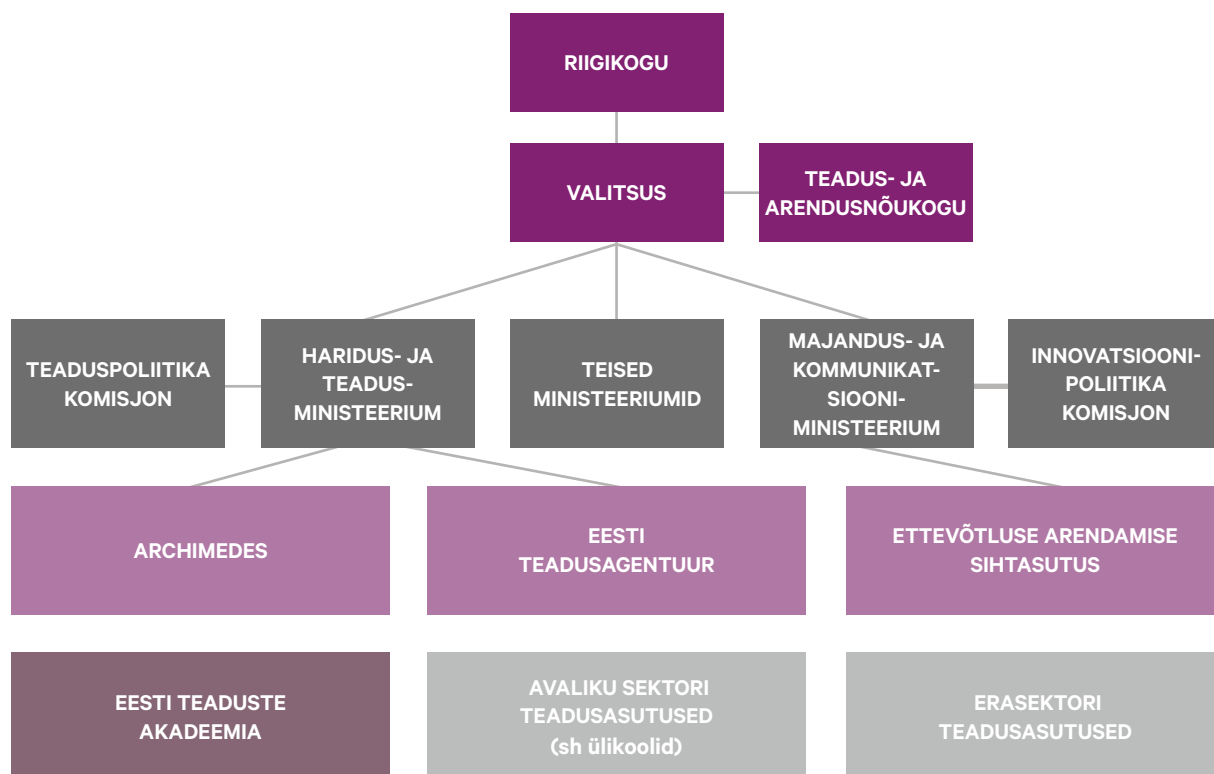 RIIGIKOGU
VALITSUS
TEADUS- JA
ARENDUSNÕUKOGU
TEADUSPOLIITIKA
KOMISJON
HARIDUS- JA
TEADUS-
MINISTEERIUM
TEISED
MINISTEERIUMID
MAJANDUS- JA
KOMMUNIKAT-
SIOONI-
MINISTEERIUM
INNOVATSIOONI-
POLIITIKA
KOMISJON
ARCHIMEDES
EESTI
TEADUSAGENTUUR
ETTEVÕTLUSE ARENDAMISE
SIHTASUTUS
EESTI TEADUSTE
AKADEEMIA
AVALIKU SEKTORI
TEADUSASUTUSED
(sh ülikoolid)
ERASEKTORI
TEADUSASUTUSED